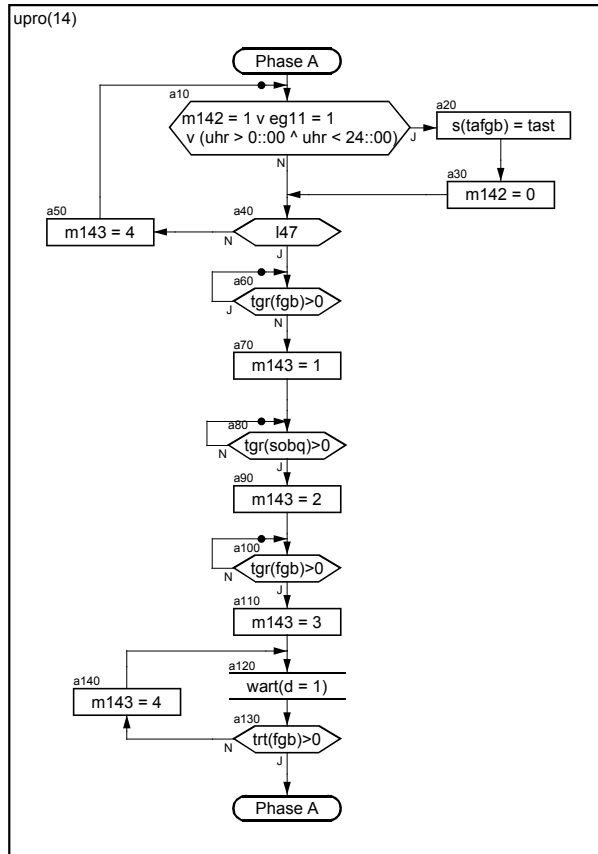 upro(14)
Phase A
a10
m142 = 1 v eg11 = 1
v (uhr > 0::00 ^ uhr < 24::00)
J
N
a20
s(tafgb) = tast
a30
m142 = 0
a50
m143 = 4
a40
l47
N
J
a60
tgr(fgb)>0
J
N
a70
m143 = 1
a80
tgr(sobq)>0
N
J
a90
m143 = 2
a100
tgr(fgb)>0
N
J
a110
m143 = 3
a120
wart(d = 1)
a140
m143 = 4
a130
trt(fgb)>0
N
J
Phase A